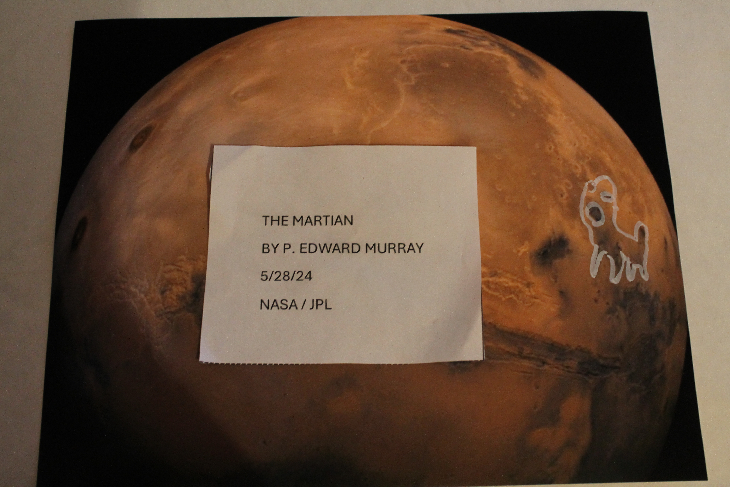 THE MARTIAN
BY P. EDWARD MURRAY
5/28/24
NASA / JPL